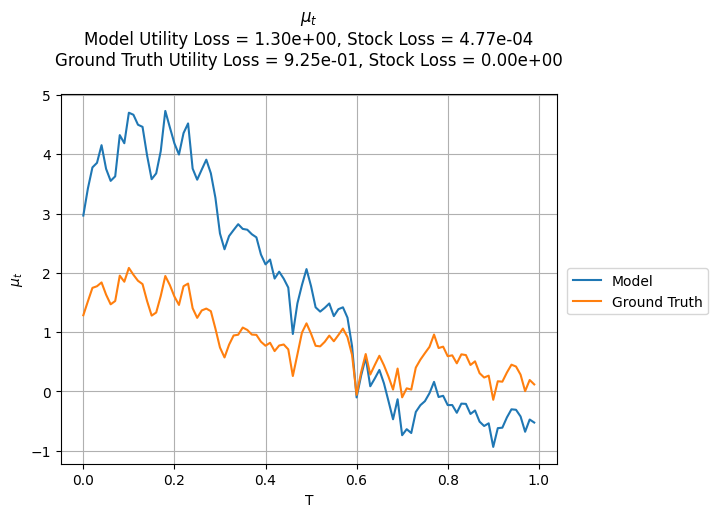 μt
Model Utility Loss = 1.30e+00, Stock Loss = 4.77e-04
Ground Truth Utility Loss = 9.25e-01, Stock Loss = 0.00e+00
5
4
3
2
1
0
−1
μt
0.0 0.2 0.4 0.6 0.8 1.0
T
Model
Ground Truth